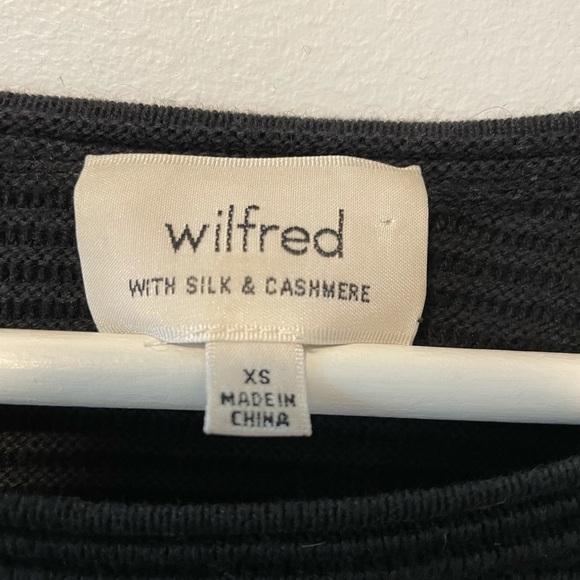 wilfred
WITH SILK & CASHMERE
XS
MADE IN
CHINA